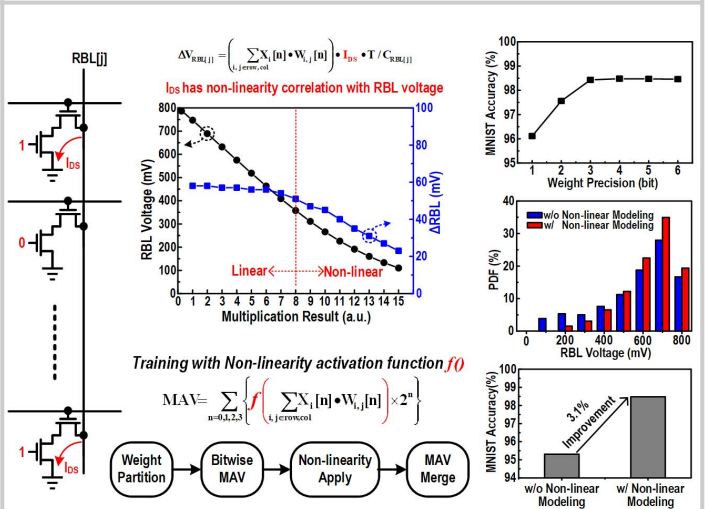 RBL[j]
1
I_DS
0
1
I_DS
ΔV_RBL[j] = ( ∑_{i, j∈row,col} X_i[n]•W_{i,j}[n] )•I_DS•T/C_RBL[j]
I_DS has non-linearity correlation with RBL voltage
RBL Voltage (mV)
800
700
600
500
400
300
200
100
0
100
80
60
40
20
0
ΔRBL (mV)
Linear
Non-linear
0 1 2 3 4 5 6 7 8 9 10 11 12 13 14 15
Multiplication Result (a.u.)
Training with Non-linearity activation function f()
MAV= ∑_{n=0,1,2,3} { f ( ∑_{i, j∈row,col} X_i[n]•W_{i,j}[n] ) ×2^n }
Weight
Partition
Bitwise
MAV
Non-linearity
Apply
MAV
Merge
MNIST Accuracy (%)
100
99
98
97
96
95
1 2 3 4 5 6
Weight Precision (bit)
PDF (%)
40
30
20
10
0
w/o Non-linear Modeling
w/ Non-linear Modeling
0 200 400 600 800
RBL Voltage (mV)
MNIST Accuracy(%)
100
99
98
97
96
95
94
3.1%
Improvement
w/o Non-linear
Modeling
w/ Non-linear
Modeling